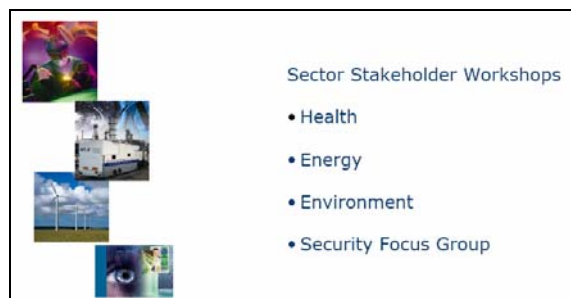 Sector Stakeholder Workshops
• Health
• Energy
• Environment
• Security Focus Group